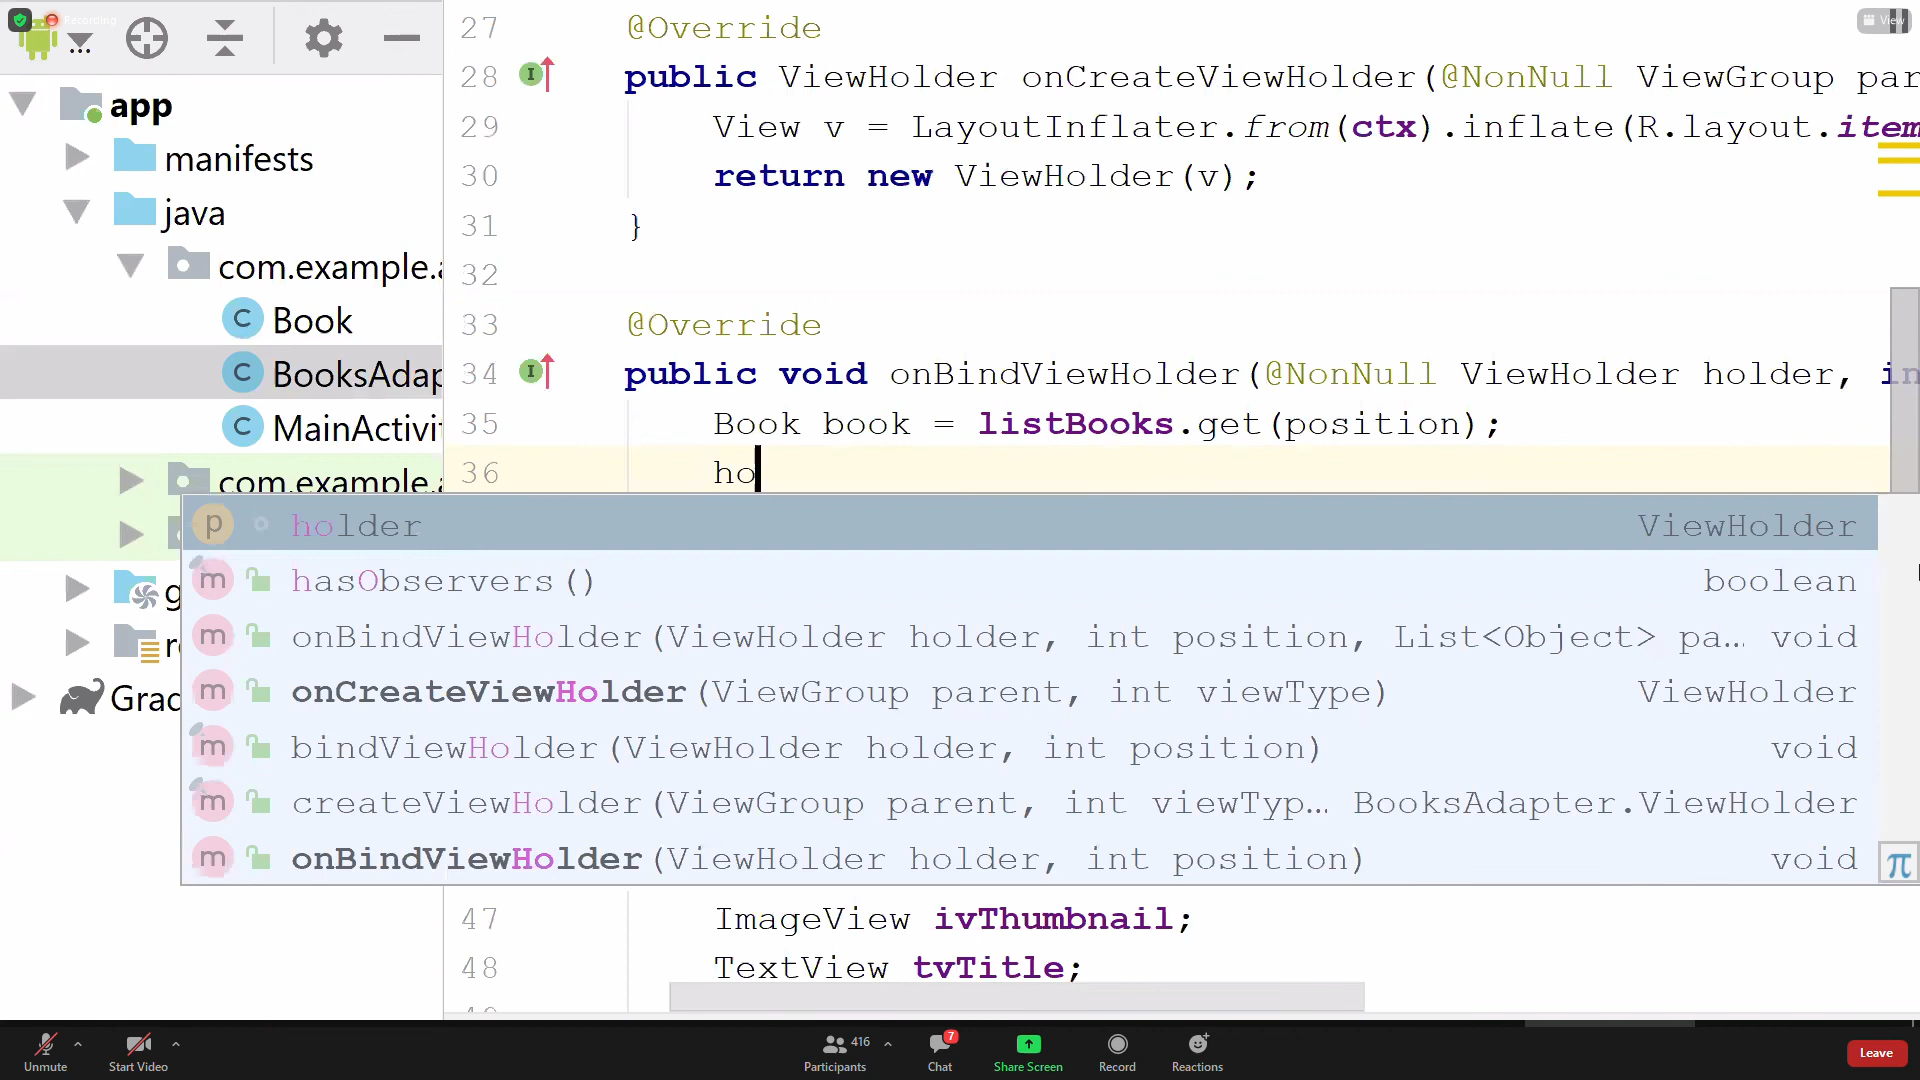 Recording
View
app
manifests
java
com.example.a
Book
BooksAdap
MainActivi
com.example.a
g
r
Grad
27 @Override
28 public ViewHolder onCreateViewHolder(@NonNull ViewGroup par
29 View v = LayoutInflater.from(ctx).inflate(R.layout.item
30 return new ViewHolder(v);
31 }
32
33 @Override
34 public void onBindViewHolder(@NonNull ViewHolder holder, in
35 Book book = listBooks.get(position);
36 ho
p holder ViewHolder
m hasObservers() boolean
m onBindViewHolder(ViewHolder holder, int position, List<Object> pa… void
m onCreateViewHolder(ViewGroup parent, int viewType) ViewHolder
m bindViewHolder(ViewHolder holder, int position) void
m createViewHolder(ViewGroup parent, int viewTyp… BooksAdapter.ViewHolder
m onBindViewHolder(ViewHolder holder, int position) void
π
47 ImageView ivThumbnail;
48 TextView tvTitle;
Unmute
Start Video
416
Participants
7
Chat
Share Screen
Record
Reactions
Leave